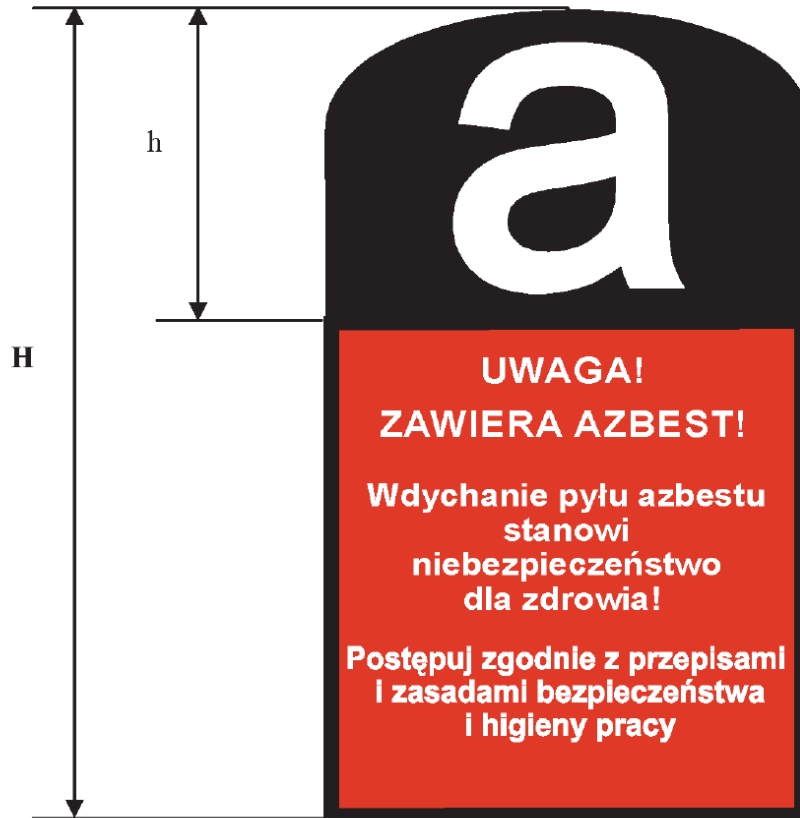 a
h
H
UWAGA!
ZAWIERA AZBEST!
Wdychanie pyłu azbestu
stanowi
niebezpieczeństwo
dla zdrowia!
Postępuj zgodnie z przepisami
i zasadami bezpieczeństwa
i higieny pracy